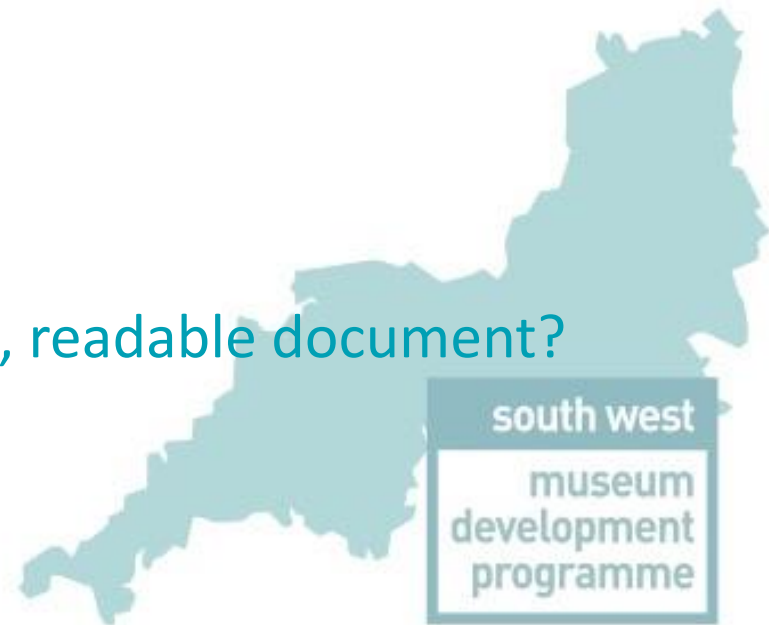 , readable document?
south west
museum
development
programme